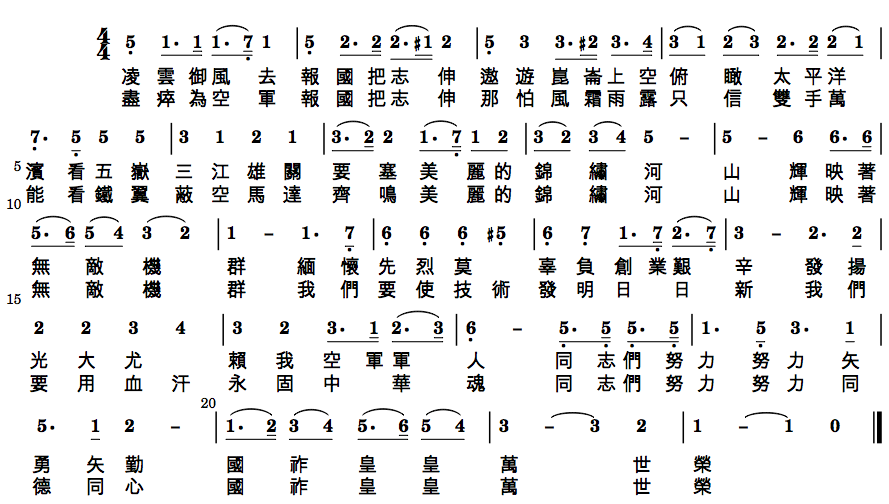 4/4 5̣ 1· 1 1· 7̣ 1 | 5̣ 2· 2 2· #1 2 | 5̣ 3 3· #2 3· 4 | 3 1 2 3 2· 2 2 1 |
凌雲御風去報國把志伸遨遊崑崙上空俯瞰太平洋
盡瘁為空軍報國把志伸那怕風霜雨露只信雙手萬
7̣· 5̣ 5 5 | 3 1 2 1 | 3· 2 2 1· 7̣ 1 2 | 3 2 3 4 5 – | 5 – 6 6· 6 |
5 濱看五嶽三江雄關要塞美麗的錦繡河山輝映著
10 能看鐵翼蔽空馬達齊鳴美麗的錦繡河山輝映著
5· 6 5 4 3 2 | 1 – 1· 7̣ | 6̣ 6̣ 6̣ #5̣ | 6̣ 7̣ 1· 7̣ 2· 7̣ | 3 – 2· 2 |
無敵機群緬懷先烈莫辜負創業艱辛發揚
15 無敵機群我們要使技術發明日日新我們
2 2 3 4 | 3 2 3· 1 2· 3 | 6̣ – 5̣· 5̣ 5̣· 5̣ | 1· 5̣ 3· 1 |
光大尤賴我空軍軍人同志們努力努力矢
要用血汗永固中華魂同志們努力努力同
5· 1 2 – | 20 1· 2 3 4 5· 6 5 4 | 3 – 3 2 | 1 – 1 0 ‖
勇矢勤國祚皇皇萬世榮
德同心國祚皇皇萬世榮